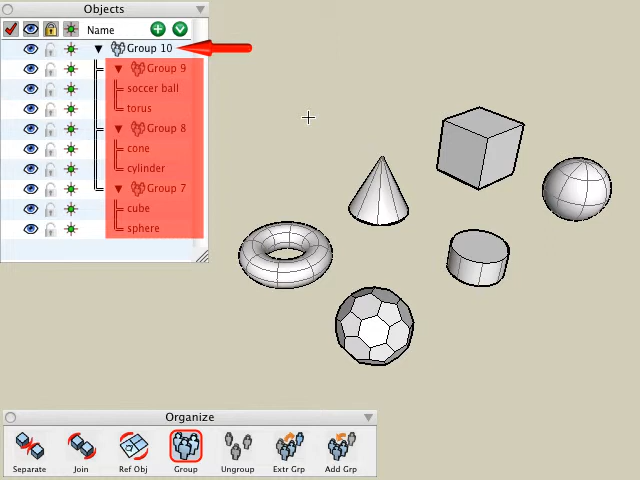 Objects
Name
Group 10
Group 9
soccer ball
torus
Group 8
cone
cylinder
Group 7
cube
sphere
Organize
Separate Join Ref Obj Group Ungroup Extr Grp Add Grp